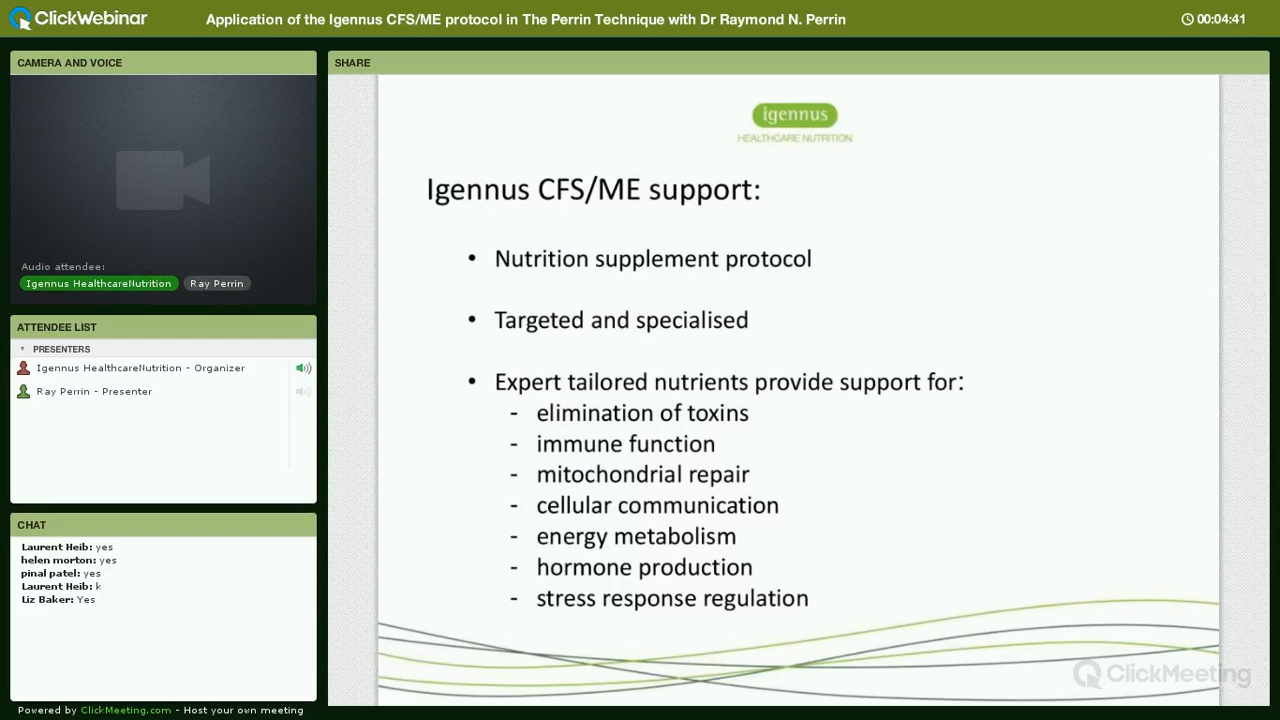 ClickWebinar
Application of the Igennus CFS/ME protocol in The Perrin Technique with Dr Raymond N. Perrin
00:04:41
CAMERA AND VOICE
Audio attendee:
Igennus HealthcareNutrition Ray Perrin
ATTENDEE LIST
PRESENTERS
Igennus HealthcareNutrition - Organizer
Ray Perrin - Presenter
CHAT
Laurent Heib: yes
helen morton: yes
pinal patel: yes
Laurent Heib: k
Liz Baker: Yes
Powered by ClickMeeting.com - Host your own meeting
SHARE
igennus
HEALTHCARE NUTRITION
Igennus CFS/ME support:
• Nutrition supplement protocol
• Targeted and specialised
• Expert tailored nutrients provide support for:
- elimination of toxins
- immune function
- mitochondrial repair
- cellular communication
- energy metabolism
- hormone production
- stress response regulation
ClickMeeting